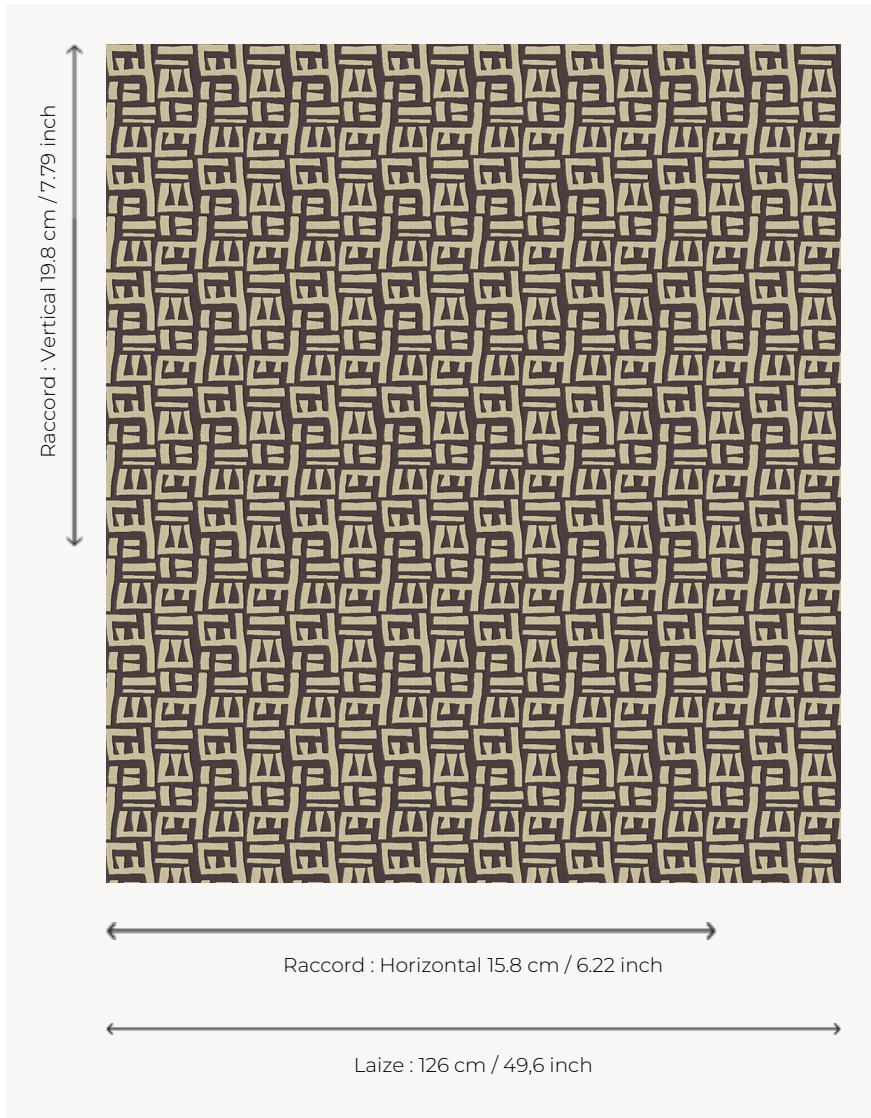 Raccord : Vertical 19.8 cm / 7.79 inch
Raccord : Horizontal 15.8 cm / 6.22 inch
Laize : 126 cm / 49,6 inch